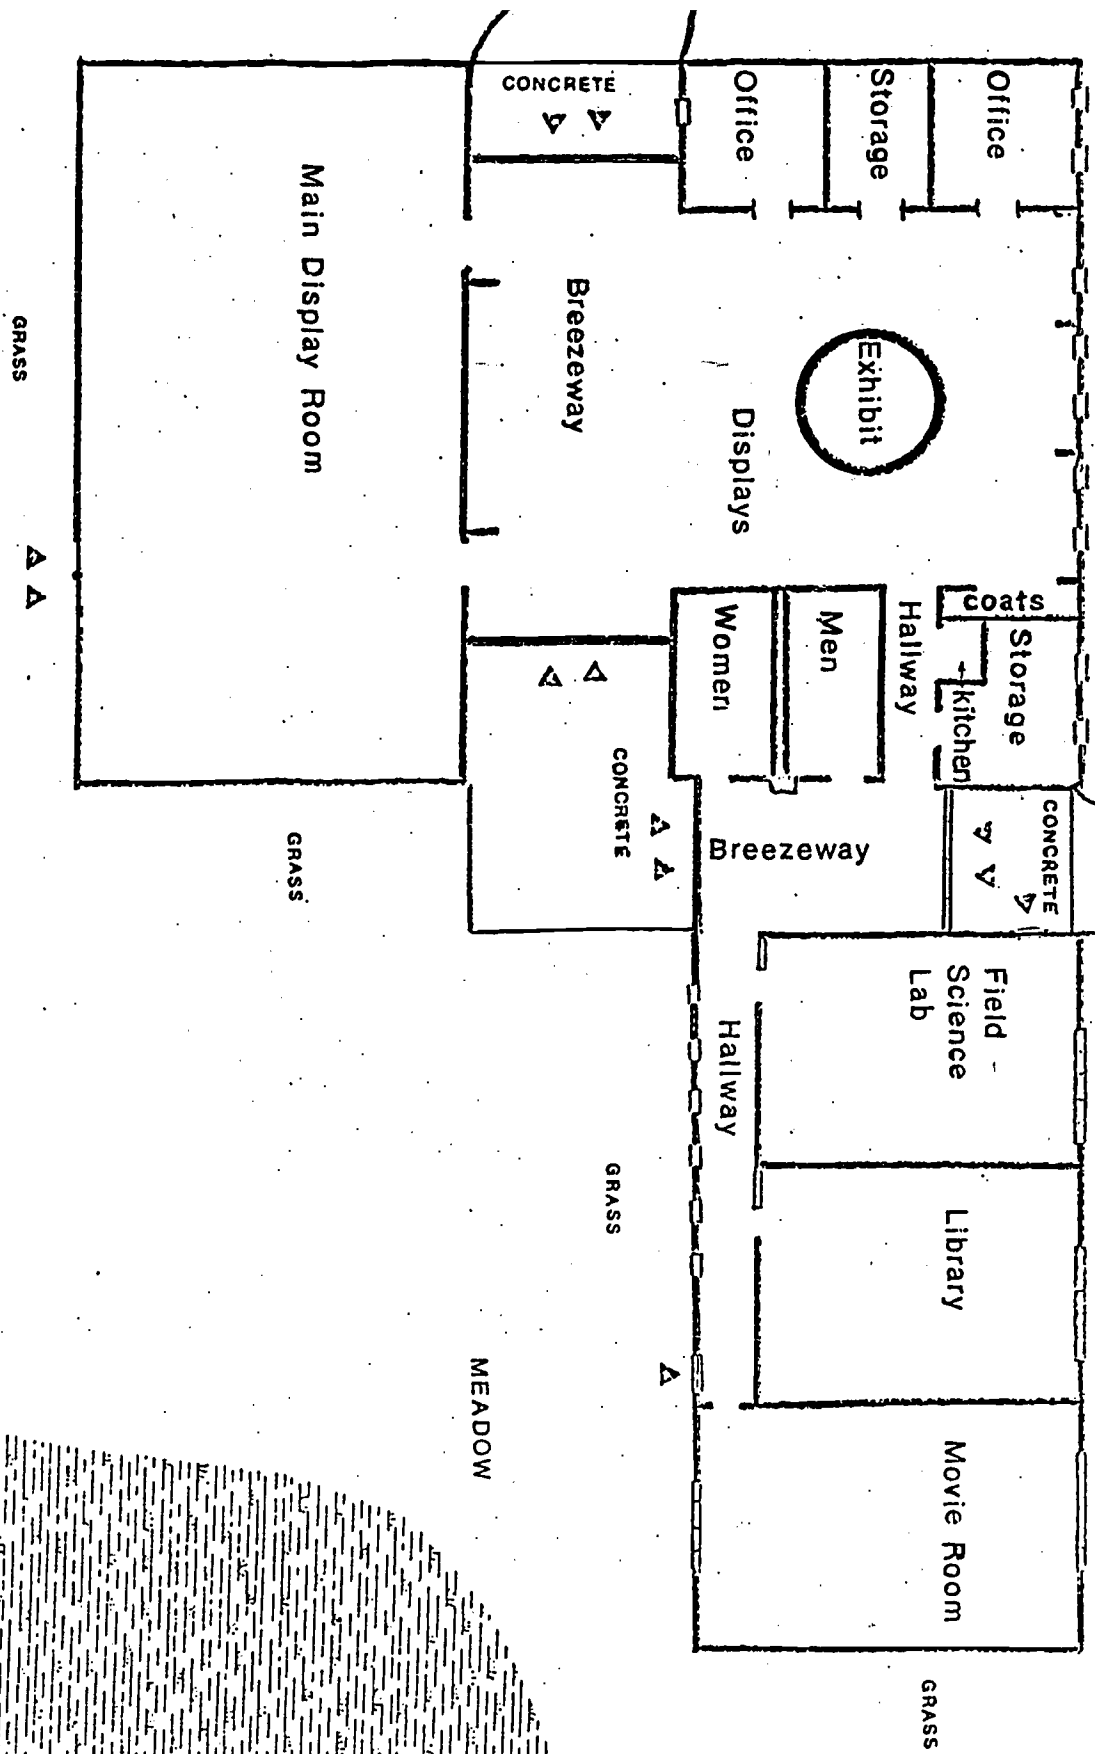 CONCRETE
Office
Storage
Office
Main Display Room
Breezeway
Exhibit
Displays
GRASS
Women
Men
Hallway
coats
Storage
kitchen
CONCRETE
CONCRETE
Breezeway
GRASS
Field
Science
Lab
Hallway
GRASS
Library
MEADOW
Movie Room
GRASS